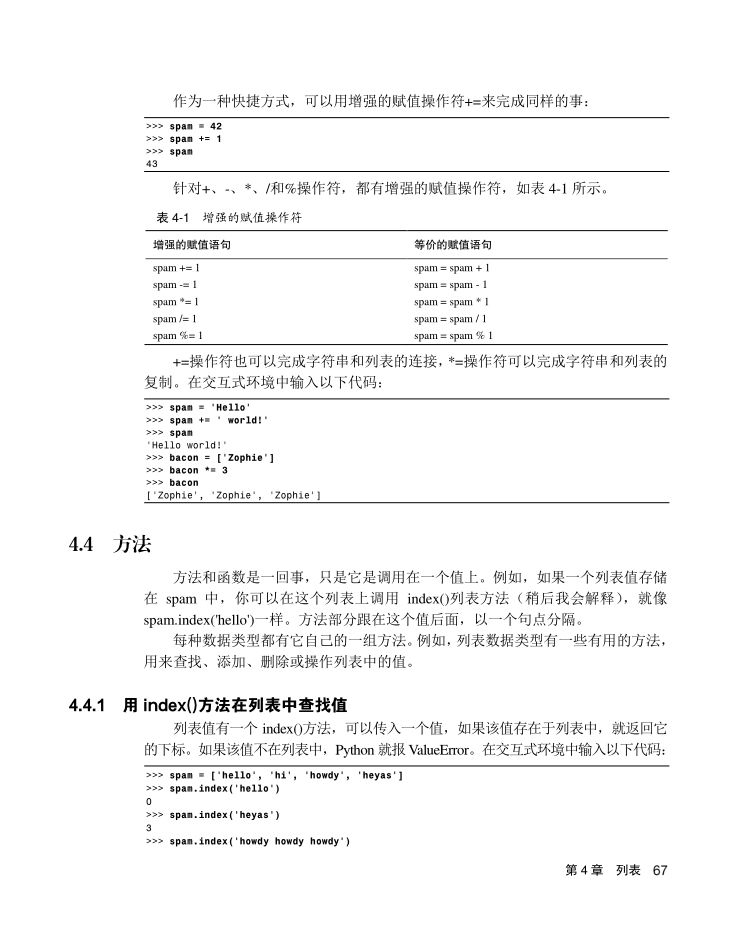 作为一种快捷方式，可以用增强的赋值操作符+=来完成同样的事：
>>> spam = 42
>>> spam += 1
>>> spam
43
针对+、-、*、/和%操作符，都有增强的赋值操作符，如表 4-1 所示。
表 4-1 增强的赋值操作符
增强的赋值语句 等价的赋值语句
spam += 1 spam = spam + 1
spam -= 1 spam = spam - 1
spam *= 1 spam = spam * 1
spam /= 1 spam = spam / 1
spam %= 1 spam = spam % 1
+=操作符也可以完成字符串和列表的连接，*=操作符可以完成字符串和列表的
复制。在交互式环境中输入以下代码：
>>> spam = 'Hello'
>>> spam += ' world!'
>>> spam
'Hello world!'
>>> bacon = ['Zophie']
>>> bacon *= 3
>>> bacon
['Zophie', 'Zophie', 'Zophie']
4.4 方法
方法和函数是一回事，只是它是调用在一个值上。例如，如果一个列表值存储
在 spam 中，你可以在这个列表上调用 index()列表方法（稍后我会解释），就像
spam.index('hello')一样。方法部分跟在这个值后面，以一个句点分隔。
每种数据类型都有它自己的一组方法。例如，列表数据类型有一些有用的方法，
用来查找、添加、删除或操作列表中的值。
4.4.1 用 index()方法在列表中查找值
列表值有一个 index()方法，可以传入一个值，如果该值存在于列表中，就返回它
的下标。如果该值不在列表中，Python 就报 ValueError。在交互式环境中输入以下代码：
>>> spam = ['hello', 'hi', 'howdy', 'heyas']
>>> spam.index('hello')
0
>>> spam.index('heyas')
3
>>> spam.index('howdy howdy howdy')
第 4 章 列表 67